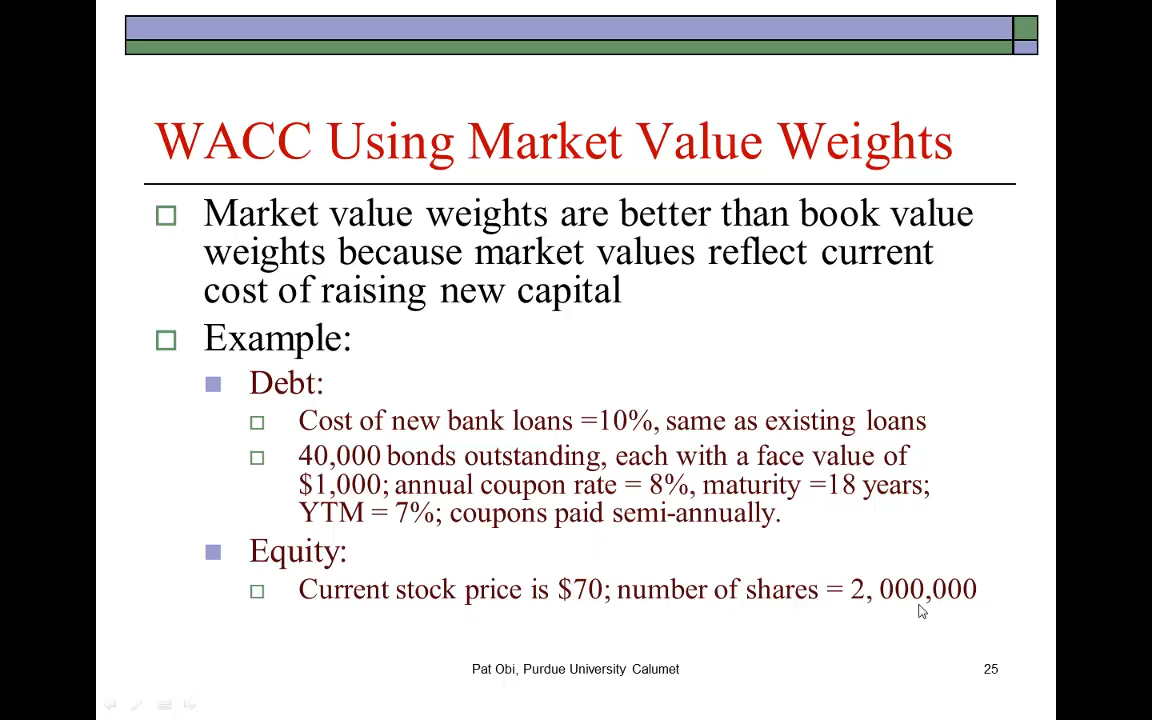 WACC Using Market Value Weights
Market value weights are better than book value
weights because market values reflect current
cost of raising new capital
Example:
Debt:
Cost of new bank loans =10%, same as existing loans
40,000 bonds outstanding, each with a face value of
$1,000; annual coupon rate = 8%, maturity =18 years;
YTM = 7%; coupons paid semi-annually.
Equity:
Current stock price is $70; number of shares = 2, 000,000
Pat Obi, Purdue University Calumet
25